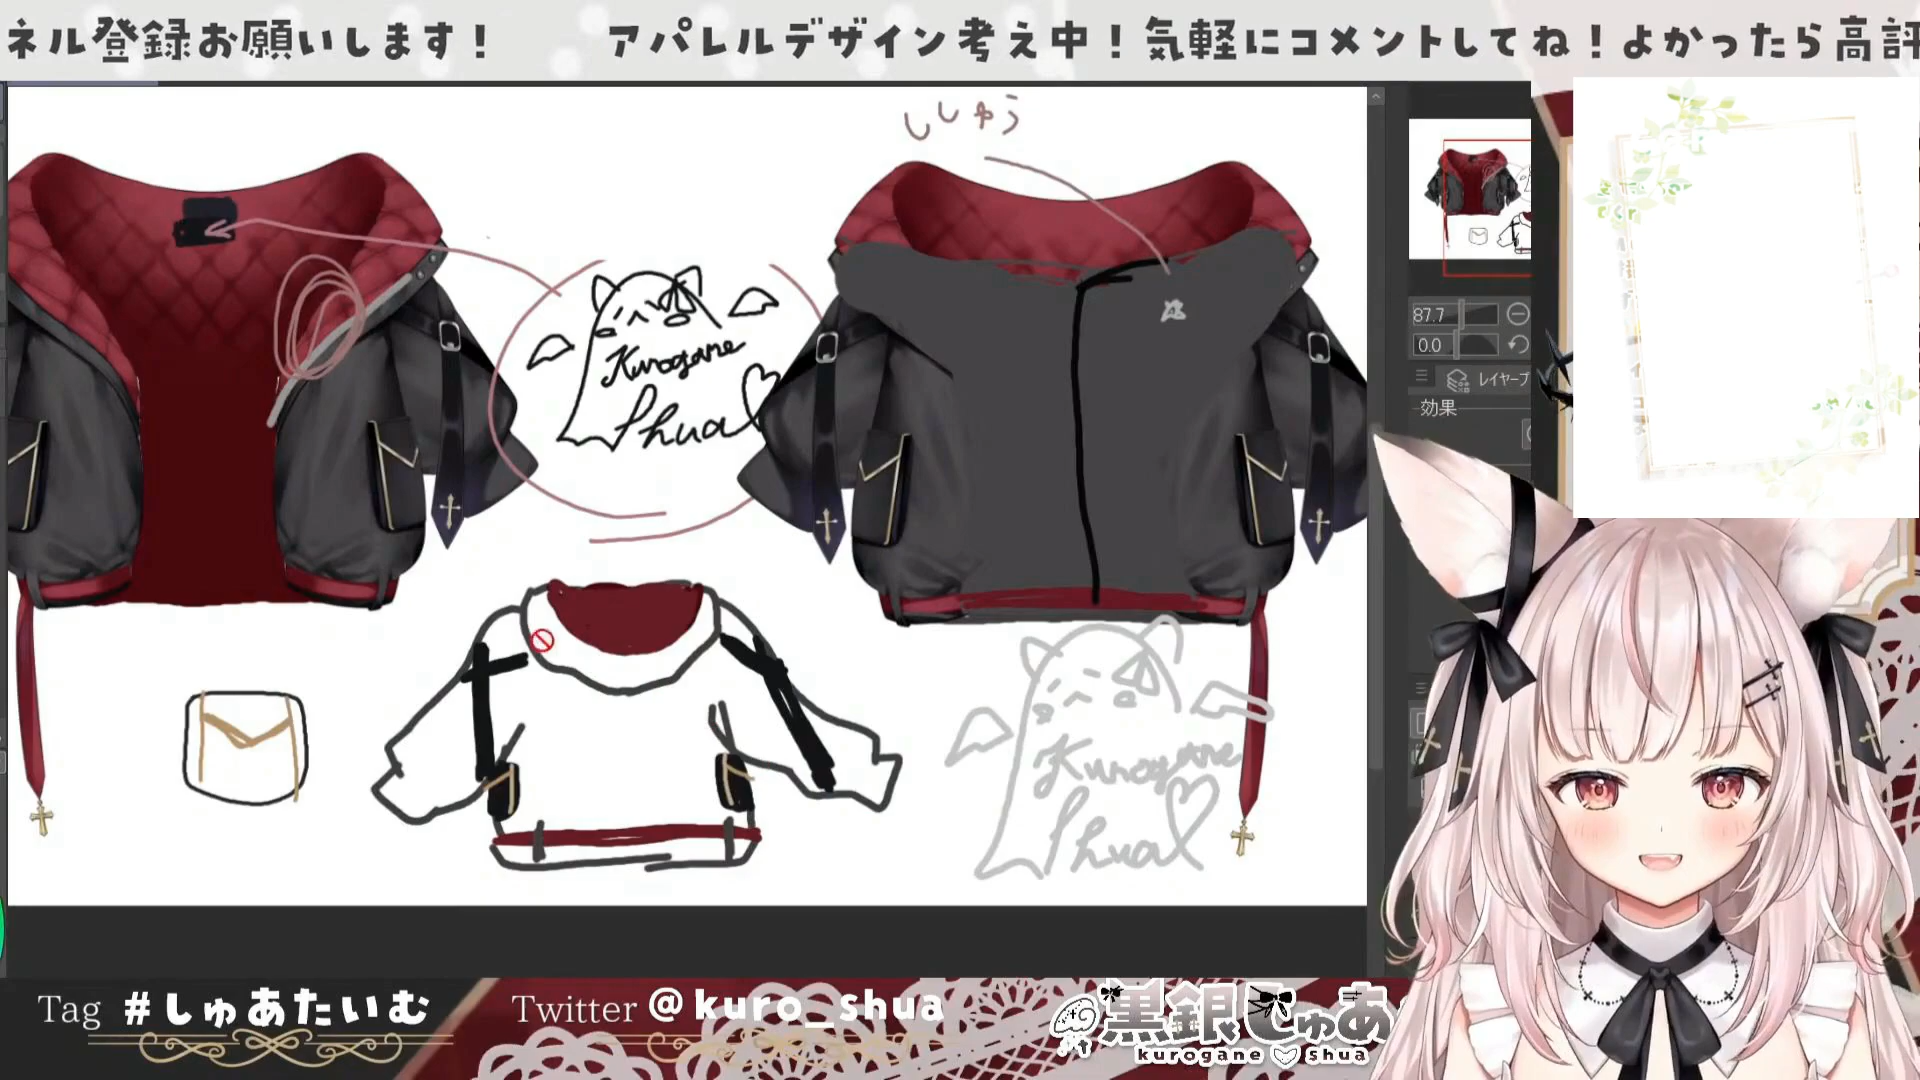 ネル登録お願いします！ アパレルデザイン考え中！気軽にコメントしてね！よかったら高評
ししゅう
Kurogane
Shua
87.7
0.0
レイヤープ
効果
Kurogane
Shua
Tag #しゅあたいむ Twitter @kuro_shua
黒銀しゅあ
kurogane shua